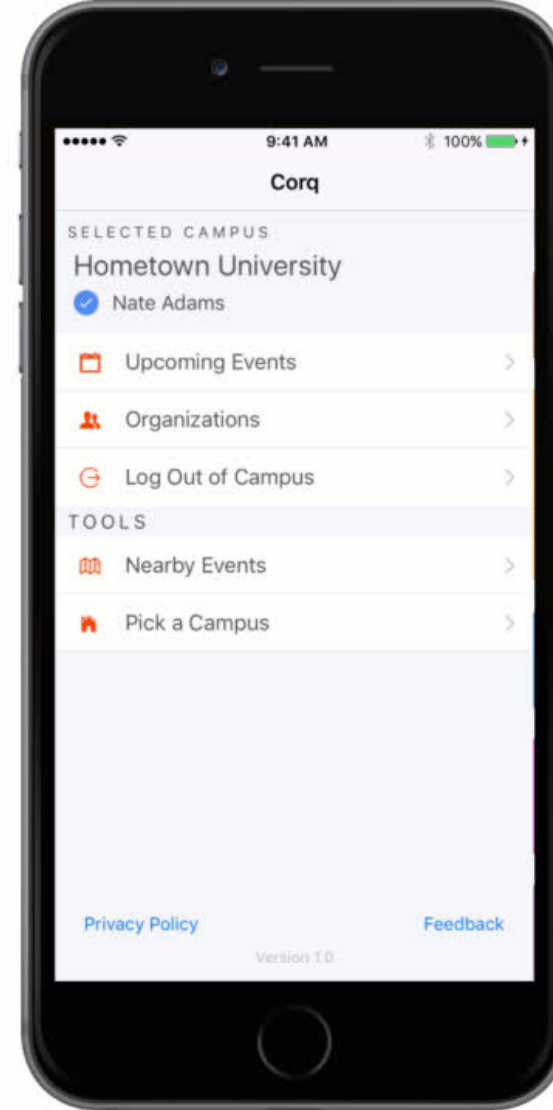 9:41 AM
100%
Corq
SELECTED CAMPUS
Hometown University
Nate Adams
Upcoming Events
Organizations
Log Out of Campus
TOOLS
Nearby Events
Pick a Campus
Privacy Policy
Feedback
Version 1.0